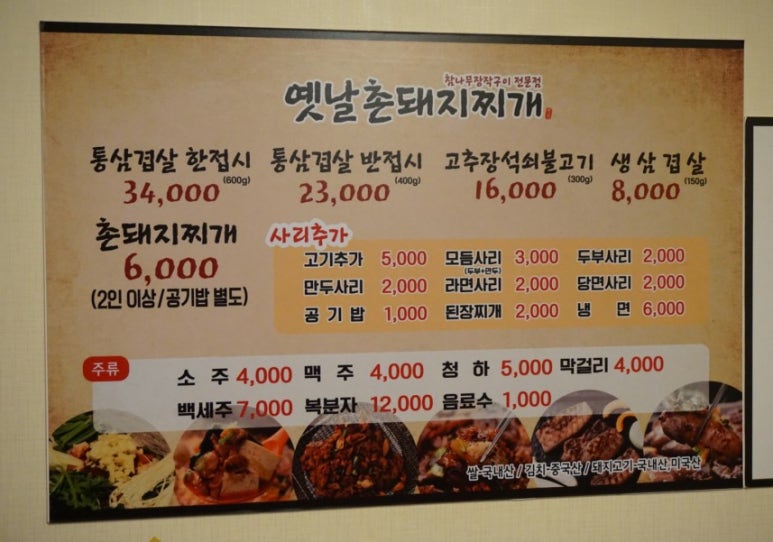 참나무장작구이 전문점
옛날촌돼지찌개
통삼겹살 한접시 통삼겹살 반접시 고추장석쇠불고기 생삼겹살
34,000 (600g) 23,000 (400g) 16,000 (300g) 8,000 (150g)
촌돼지찌개
6,000
(2인 이상/공기밥 별도)
사리추가
고기추가 5,000 모듬사리 3,000 두부사리 2,000
(두부+만두)
만두사리 2,000 라면사리 2,000 당면사리 2,000
공기밥 1,000 된장찌개 2,000 냉면 6,000
주류
소주 4,000 맥주 4,000 청하 5,000 막걸리 4,000
백세주 7,000 복분자 12,000 음료수 1,000
쌀-국내산 / 김치-중국산 / 돼지고기-국내산,미국산